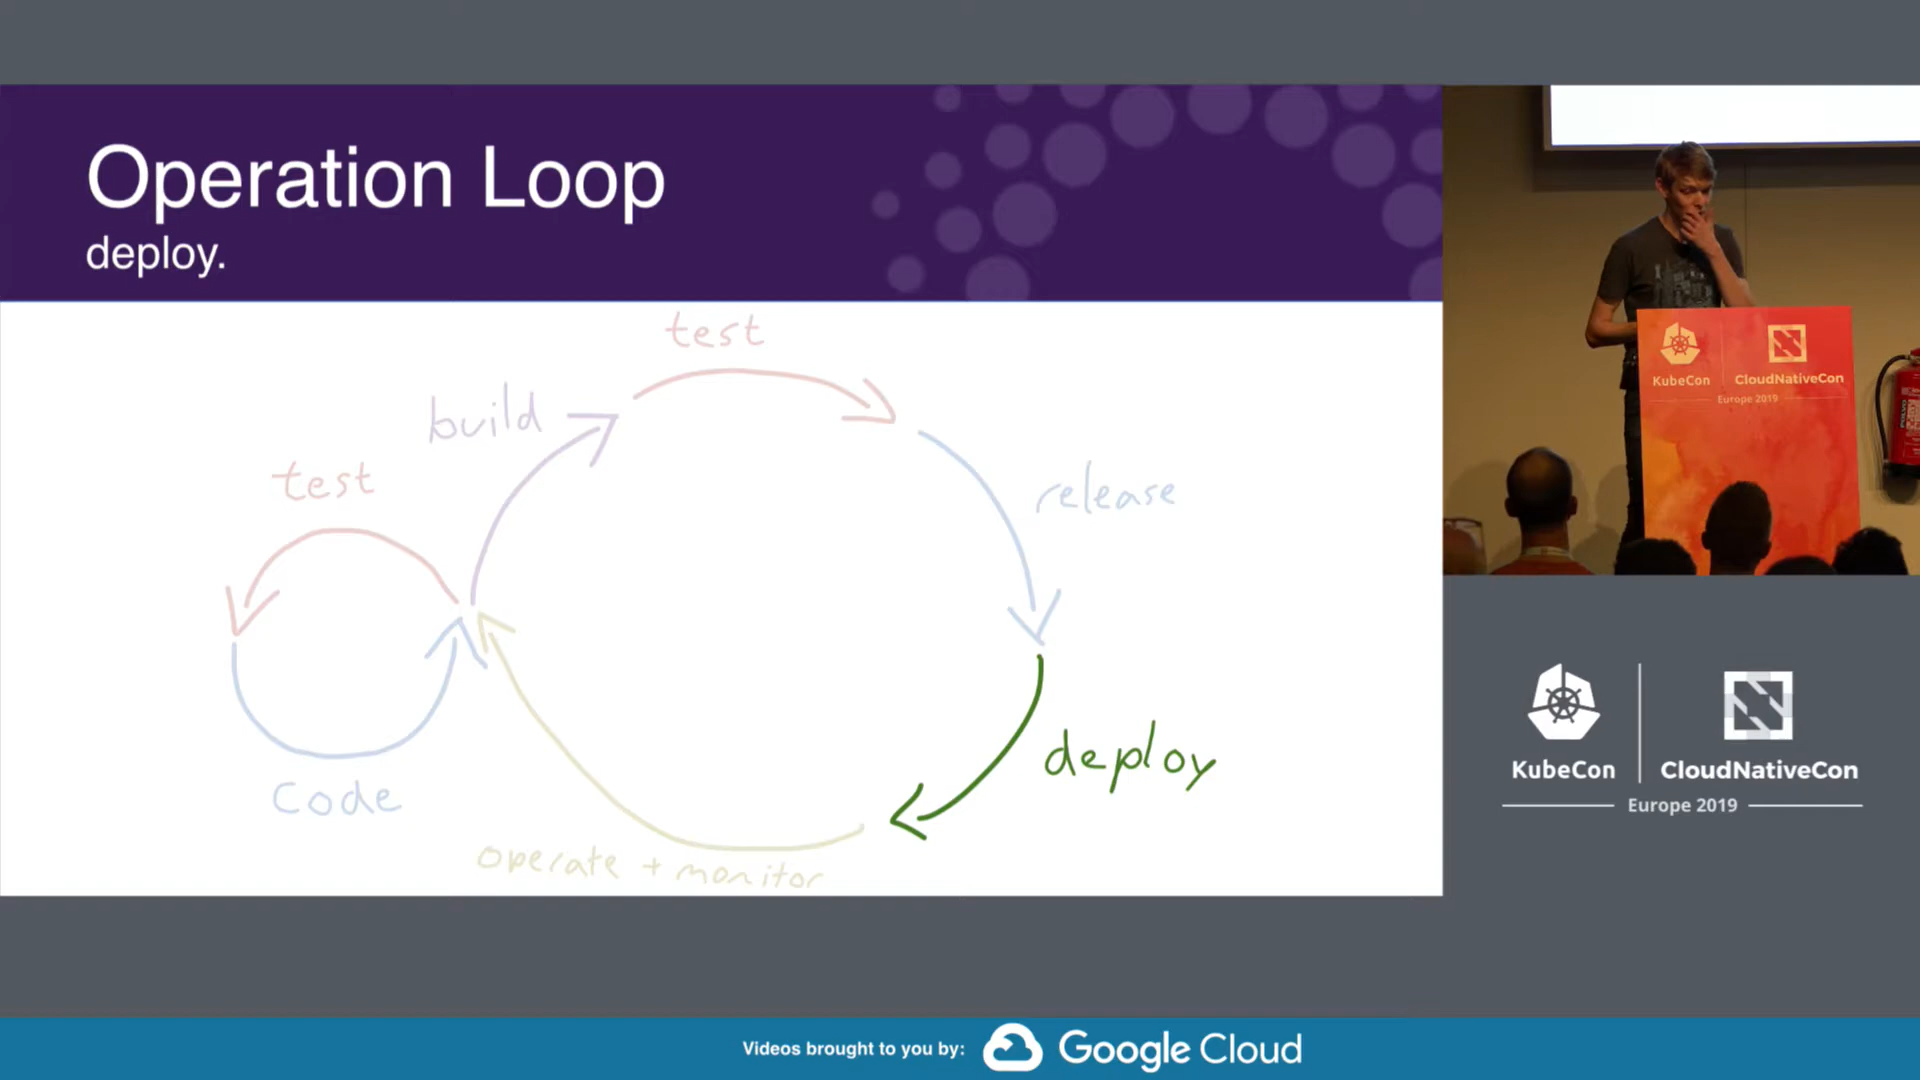 Operation Loop
deploy.
test
build
test
release
deploy
code
operate + monitor
KubeCon
CloudNativeCon
Europe 2019
KubeCon
CloudNativeCon
Europe 2019
Videos brought to you by:
Google Cloud